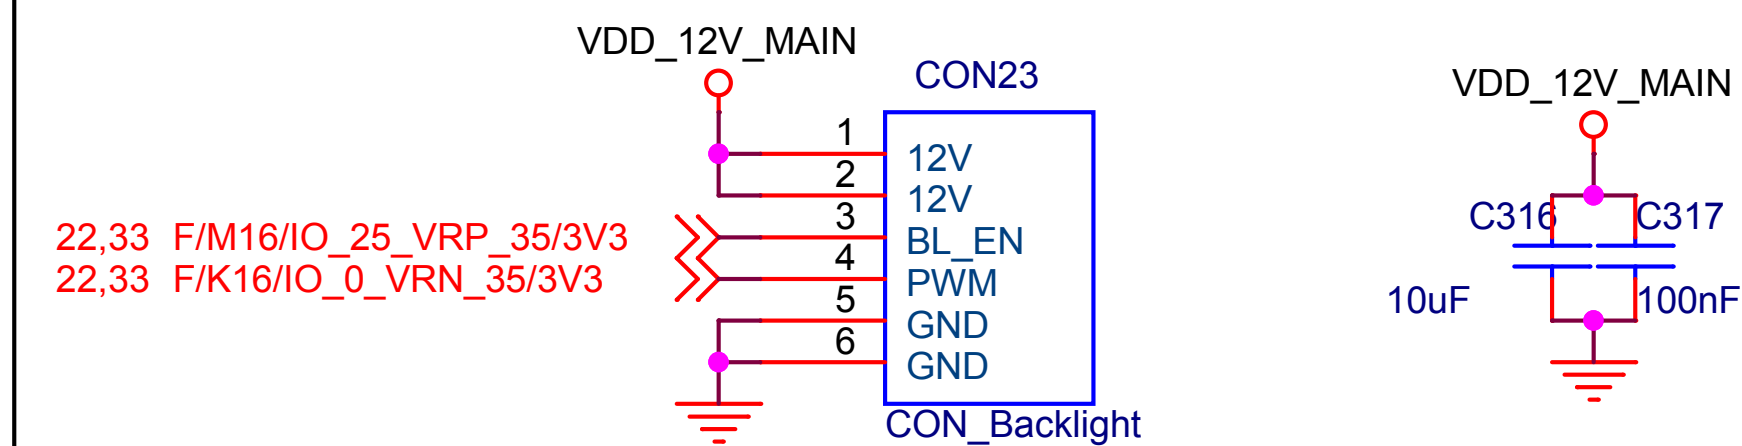 VDD_12V_MAIN
CON23
1 12V
2 12V
22,33 F/M16/IO_25_VRP_35/3V3 3 BL_EN
22,33 F/K16/IO_0_VRN_35/3V3 4 PWM
5 GND
6 GND
CON_Backlight
VDD_12V_MAIN
C316 C317
10uF 100nF